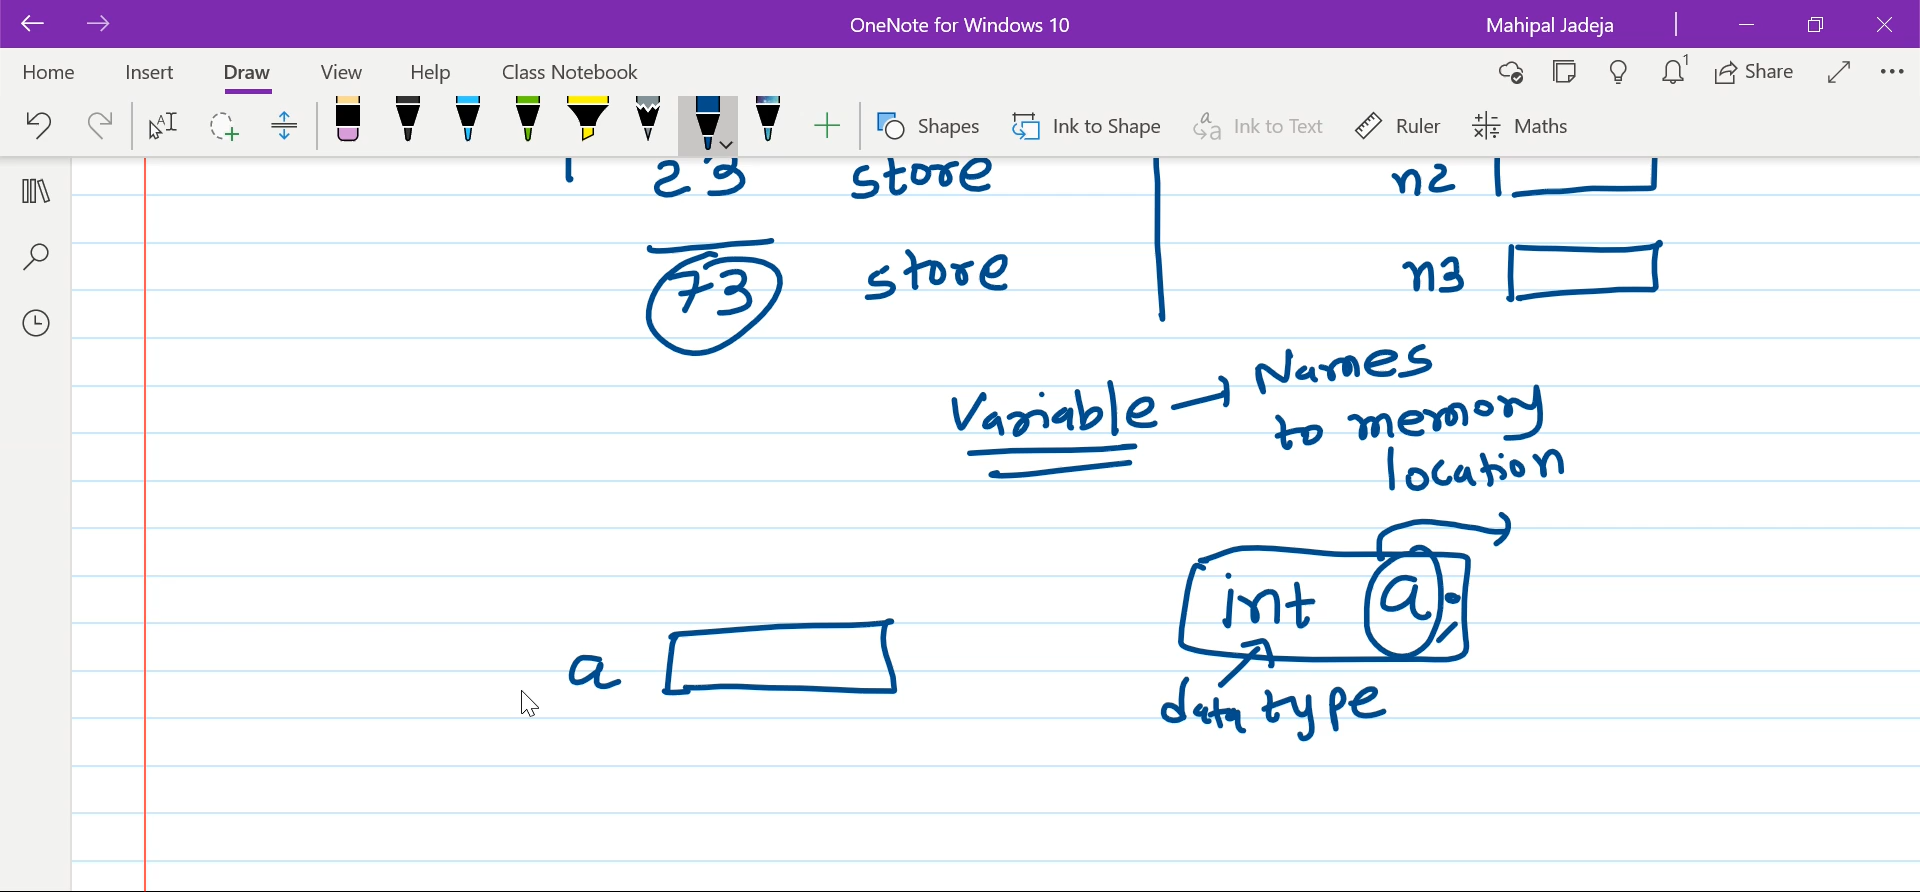 OneNote for Windows 10
Mahipal Jadeja
Home Insert Draw View Help Class Notebook
Share
Shapes Ink to Shape Ink to Text Ruler Maths
23 store n2
73 store n3
Variable → Names
to memory
location
int a;
a
data type